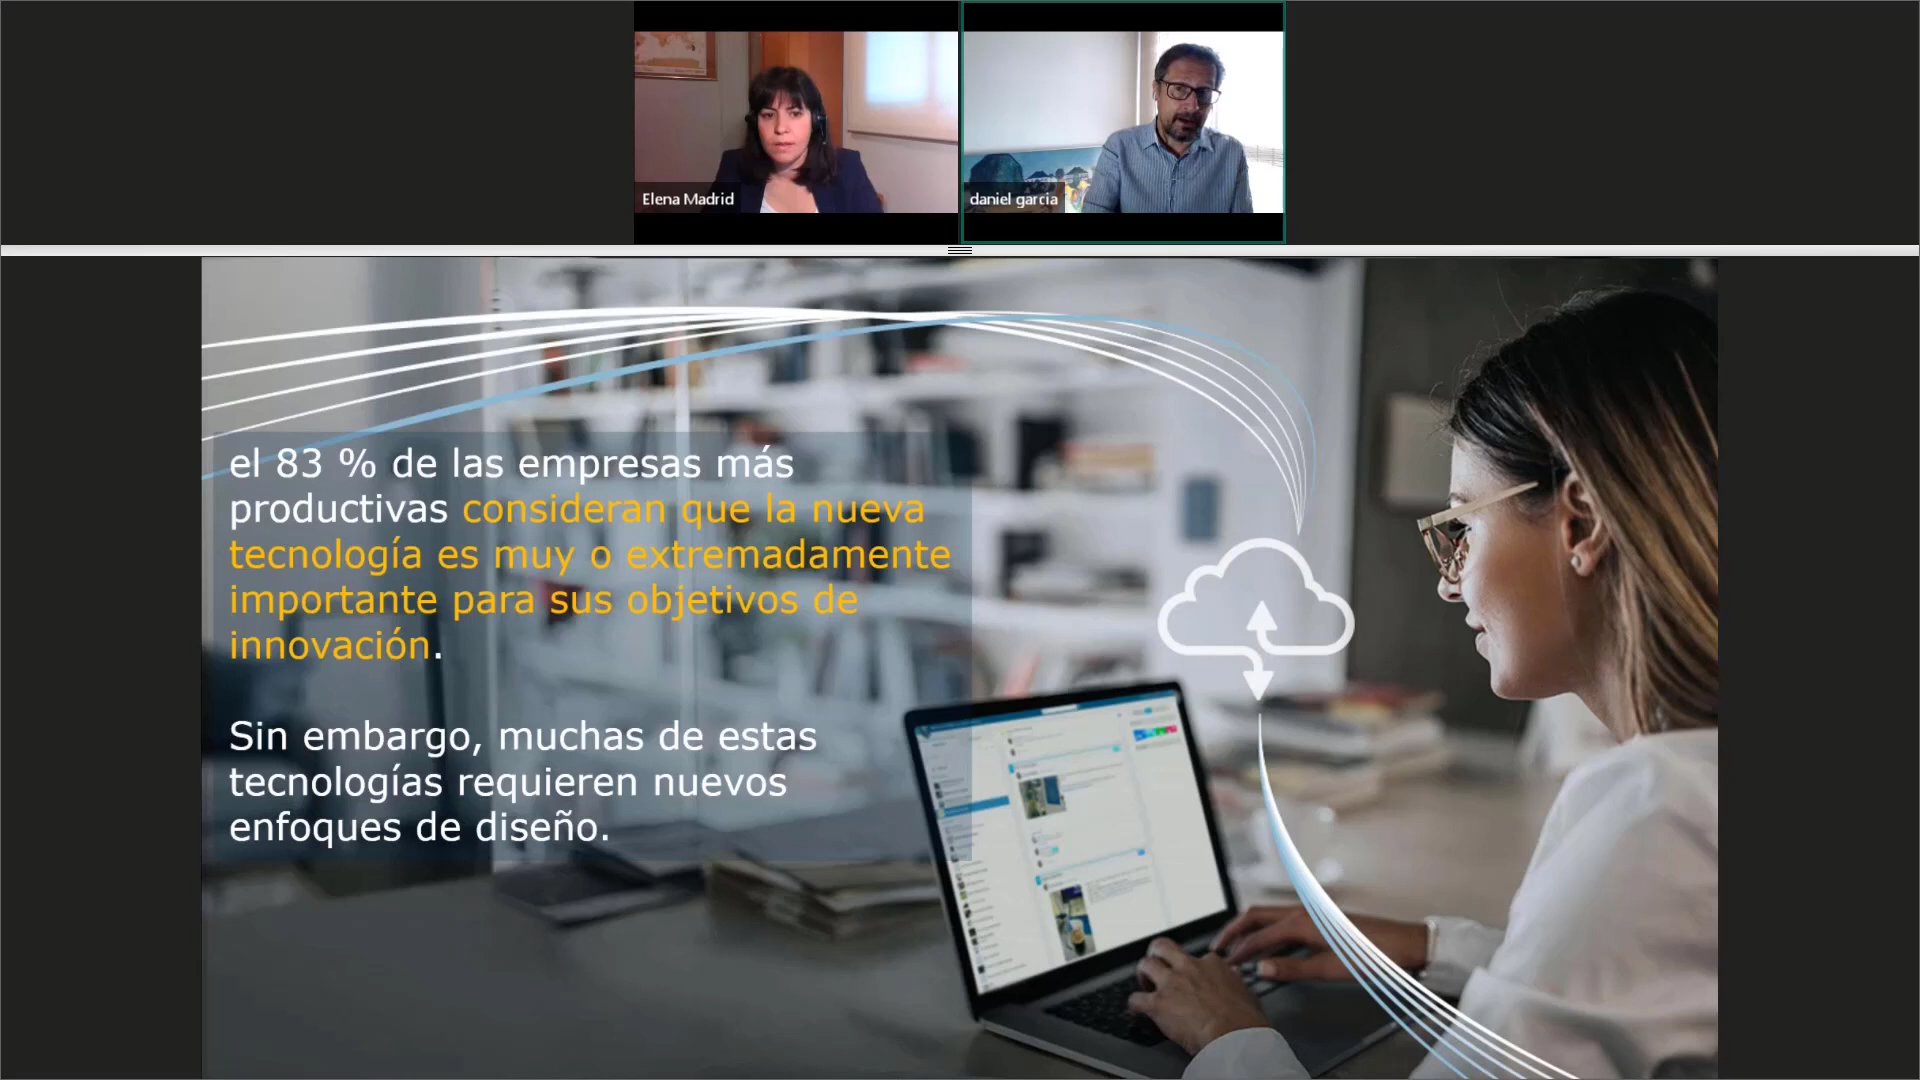 Elena Madrid
daniel garcia
el 83 % de las empresas más
productivas consideran que la nueva
tecnología es muy o extremadamente
importante para sus objetivos de
innovación.
Sin embargo, muchas de estas
tecnologías requieren nuevos
enfoques de diseño.